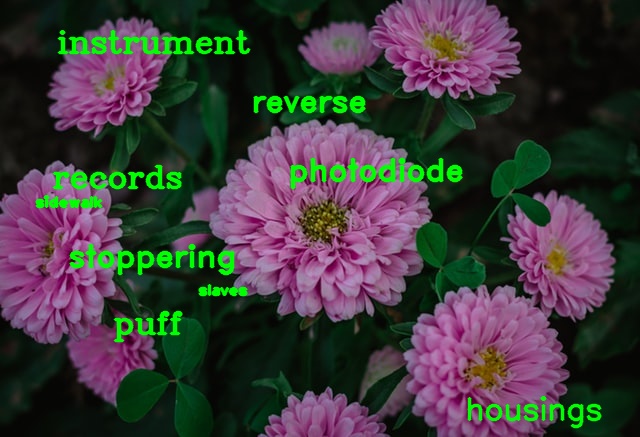 instrument
reverse
photodiode
records
sidewalk
stoppering
slaves
puff
housings